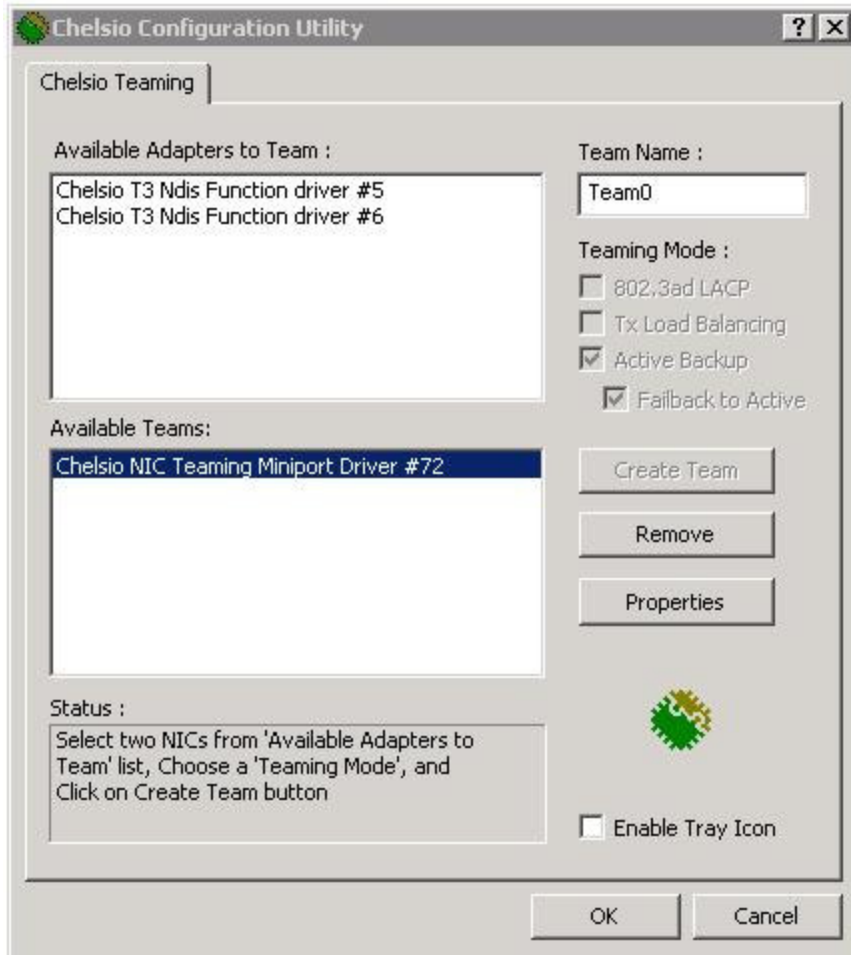 Chelsio Configuration Utility
Chelsio Teaming
Available Adapters to Team :
Chelsio T3 Ndis Function driver #5
Chelsio T3 Ndis Function driver #6
Team Name :
Team0
Teaming Mode :
802.3ad LACP
Tx Load Balancing
Active Backup
Failback to Active
Available Teams:
Chelsio NIC Teaming Miniport Driver #72
Create Team
Remove
Properties
Status :
Select two NICs from 'Available Adapters to
Team' list, Choose a 'Teaming Mode', and
Click on Create Team button
Enable Tray Icon
OK
Cancel